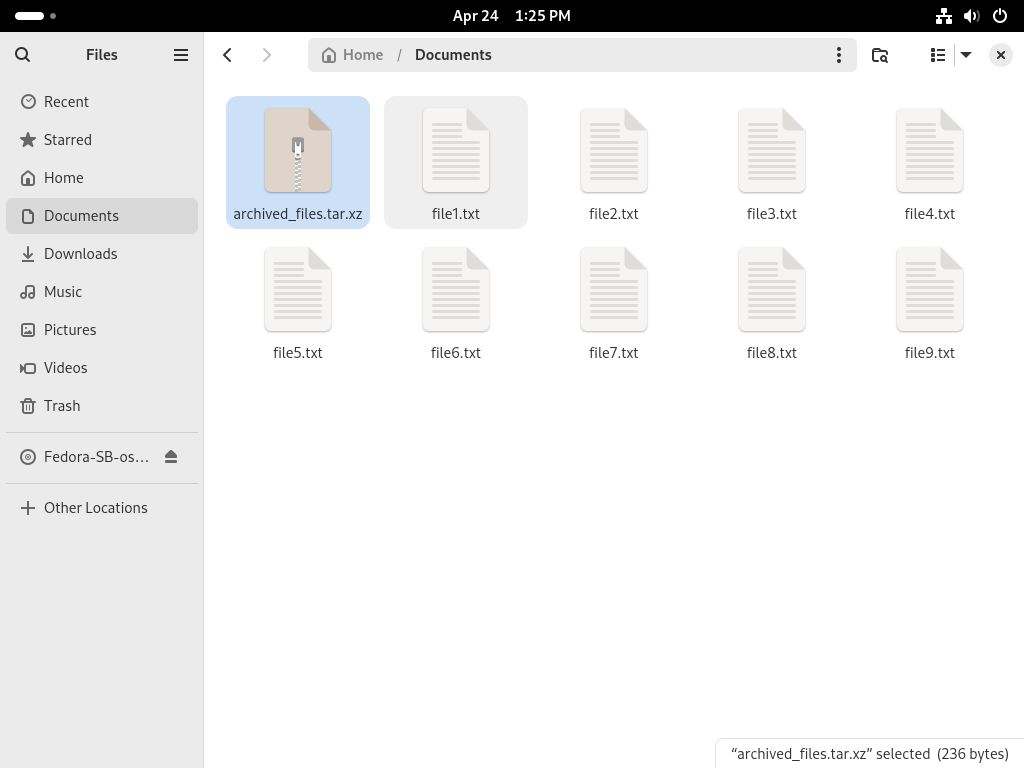 Apr 24 1:25 PM
Files
Home / Documents
Recent
Starred
Home
Documents
Downloads
Music
Pictures
Videos
Trash
Fedora-SB-os…
Other Locations
archived_files.tar.xz
file1.txt
file2.txt
file3.txt
file4.txt
file5.txt
file6.txt
file7.txt
file8.txt
file9.txt
“archived_files.tar.xz” selected (236 bytes)